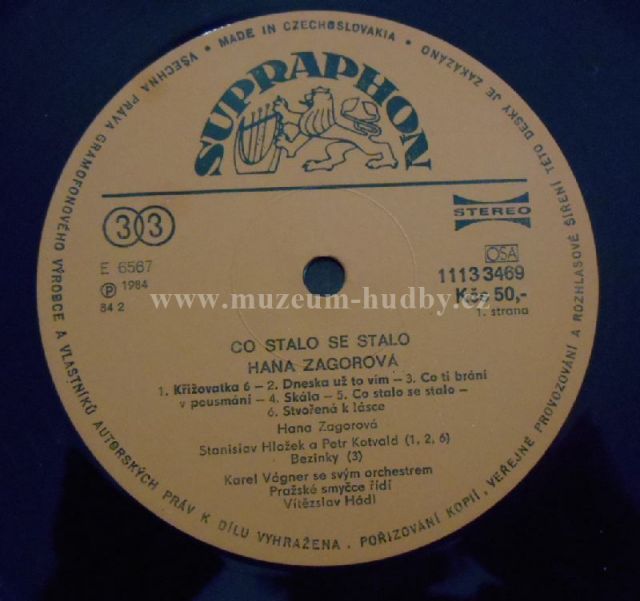 VŠECHNA PRÁVA GRAMOFONOVÉHO VÝROBCE A VLASTNÍKŮ AUTORSKÝCH PRÁV K DÍLU VYHRAŽENA . POŘIZOVÁNÍ KOPIÍ, VEŘEJNÉ PROVOZOVÁNÍ A ROZHLASOVÉ ŠÍŘENÍ TÉTO DESKY JE ZAKÁZÁNO • MADE IN CZECHOSLOVAKIA •
SUPRAPHON
33
STEREO
E 6567
OSA
℗ 1984
1113 3469
84 2
Kčs 50,-
www.muzeum-hudby.cz
1. strana
CO STALO SE STALO
HANA ZAGOROVÁ
1. Křižovatka 6 – 2. Dneska už to vím – 3. Co ti brání
v pousmání – 4. Skála – 5. Co stalo se stalo –
6. Stvořená k lásce
Hana Zagorová
Stanislav Hložek a Petr Kotvald (1, 2, 6)
Bezinky (3)
Karel Vágner se svým orchestrem
Pražské smyčce řídí
Vítězslav Hádl